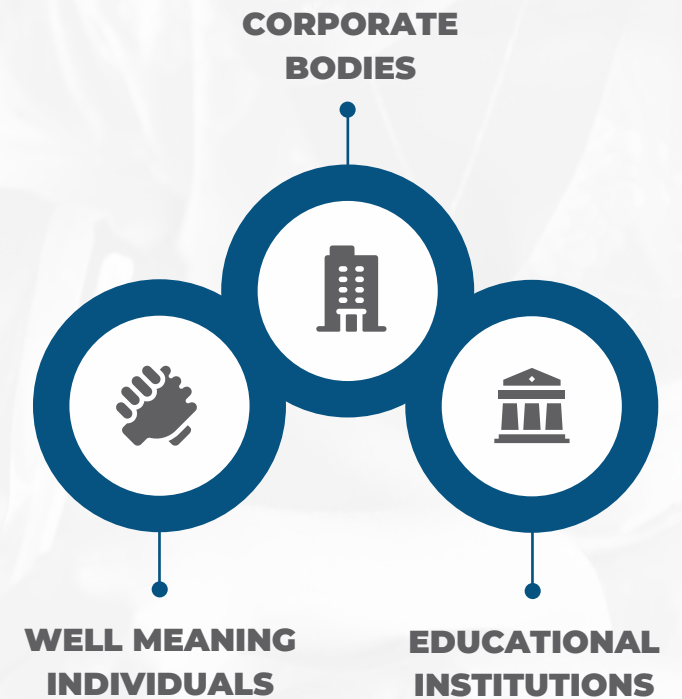 CORPORATE
BODIES
WELL MEANING
INDIVIDUALS
EDUCATIONAL
INSTITUTIONS